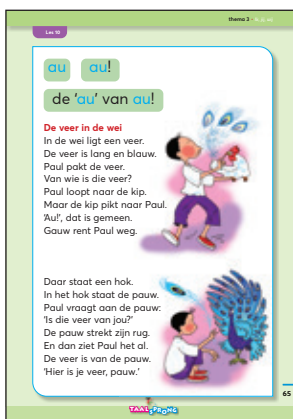 thema 3 -
Les 10
au au!
de 'au' van au!
De veer in de wei
In de wei ligt een veer.
De veer is lang en blauw.
Paul pakt de veer.
Van wie is die veer?
Paul loopt naar de kip.
Maar de kip pikt naar Paul.
'Au!', dat is gemeen.
Gauw rent Paul weg.
Daar staat een hok.
In het hok staat de pauw.
Paul vraagt aan de pauw:
'Is die veer van jou?'
De pauw strekt zijn rug.
En dan ziet Paul het al.
De veer is van de pauw.
'Hier is je veer, pauw.'
65
TAALSPRONG